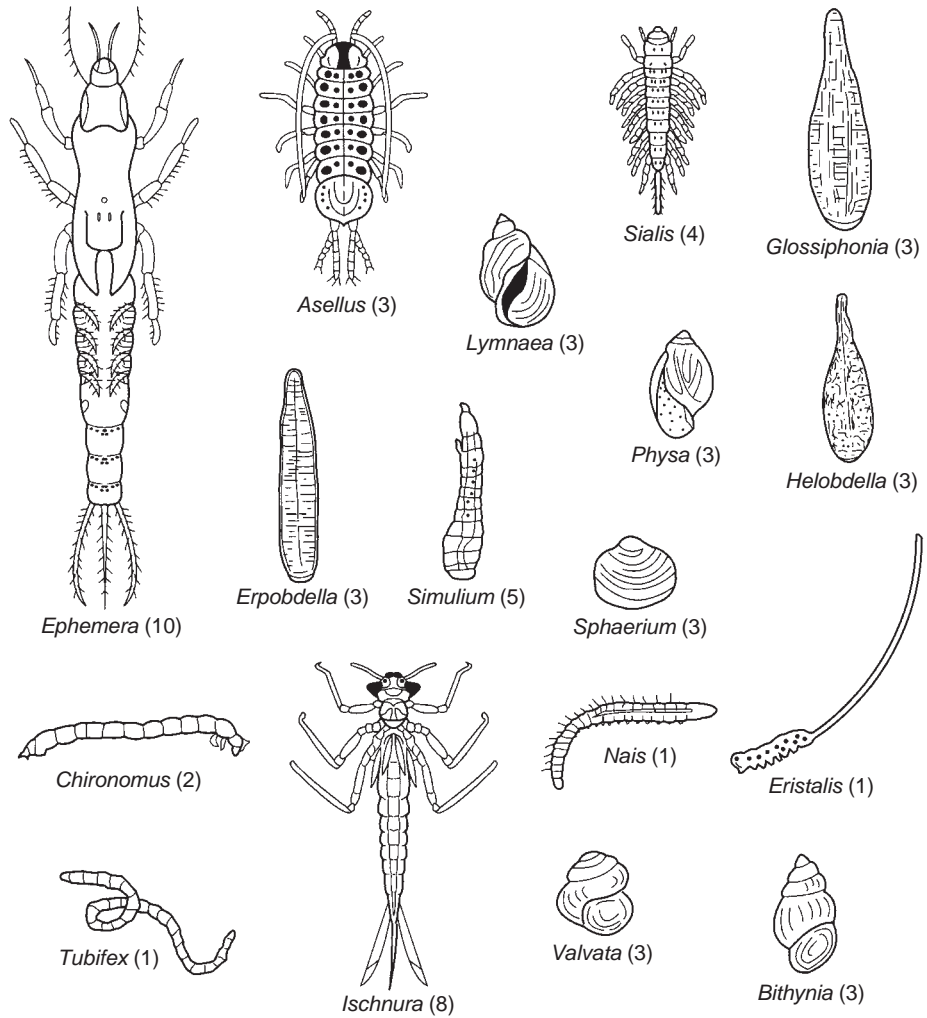 Sialis (4)
Glossiphonia (3)
Asellus (3)
Lymnaea (3)
Physa (3)
Helobdella (3)
Erpobdella (3)
Simulium (5)
Sphaerium (3)
Ephemera (10)
Chironomus (2)
Nais (1)
Eristalis (1)
Tubifex (1)
Valvata (3)
Ischnura (8)
Bithynia (3)